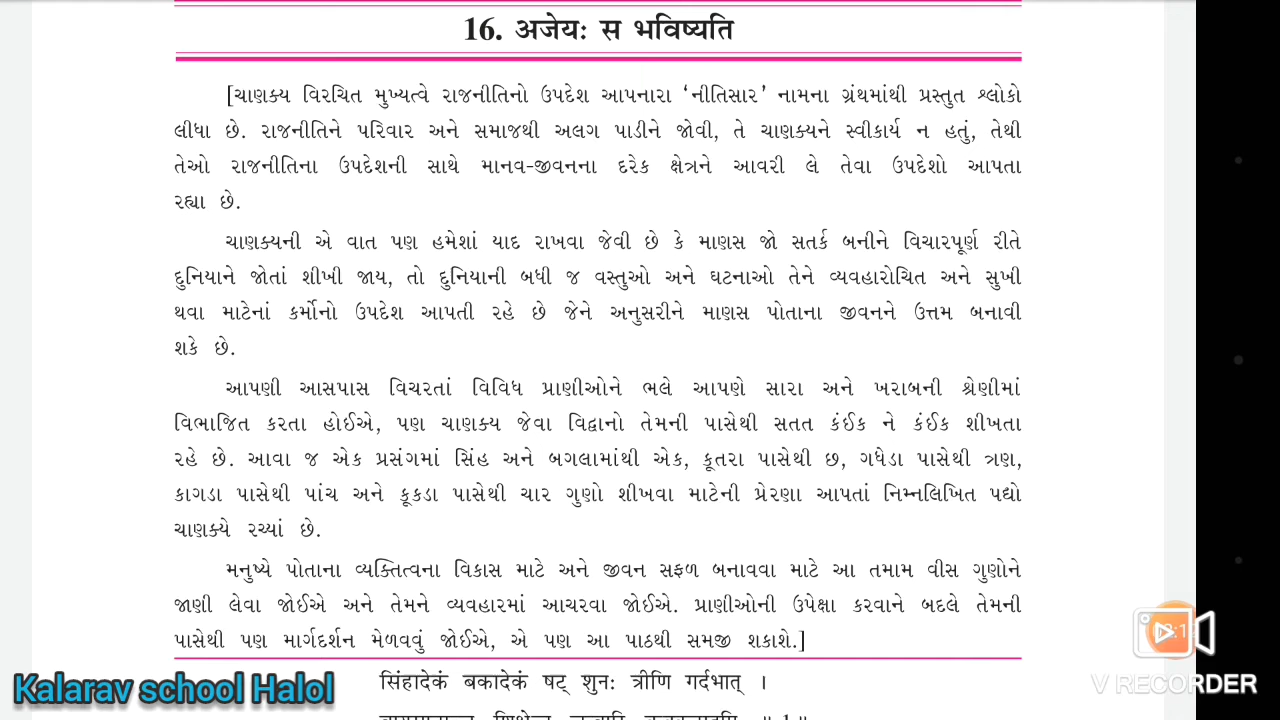 16. अजेयः स भविष्यति
[ચાણક્ય વિરચિત મુખ્યત્વે રાજનીતિનો ઉપદેશ આપનારા ‘નીતિસાર’ નામના ગ્રંથમાંથી પ્રસ્તુત શ્લોકો
લીધા છે. રાજનીતિને પરિવાર અને સમાજથી અલગ પાડીને જોવી, તે ચાણક્યને સ્વીકાર્ય ન હતું, તેથી
તેઓ રાજનીતિના ઉપદેશની સાથે માનવ-જીવનના દરેક ક્ષેત્રને આવરી લે તેવા ઉપદેશો આપતા
રહ્યા છે.
ચાણક્યની એ વાત પણ હમેશાં યાદ રાખવા જેવી છે કે માણસ જો સતર્ક બનીને વિચારપૂર્ણ રીતે
દુનિયાને જોતાં શીખી જાય, તો દુનિયાની બધી જ વસ્તુઓ અને ઘટનાઓ તેને વ્યવહારોચિત અને સુખી
થવા માટેનાં કર્મોનો ઉપદેશ આપતી રહે છે જેને અનુસરીને માણસ પોતાના જીવનને ઉત્તમ બનાવી
શકે છે.
આપણી આસપાસ વિચરતાં વિવિધ પ્રાણીઓને ભલે આપણે સારા અને ખરાબની શ્રેણીમાં
વિભાજિત કરતા હોઈએ, પણ ચાણક્ય જેવા વિદ્વાનો તેમની પાસેથી સતત કંઈક ને કંઈક શીખતા
રહે છે. આવા જ એક પ્રસંગમાં સિંહ અને બગલામાંથી એક, કૂતરા પાસેથી છ, ગધેડા પાસેથી ત્રણ,
કાગડા પાસેથી પાંચ અને કૂકડા પાસેથી ચાર ગુણો શીખવા માટેની પ્રેરણા આપતાં નિમ્નલિખિત પદ્યો
ચાણક્યે રચ્યાં છે.
મનુષ્યે પોતાના વ્યક્તિત્વના વિકાસ માટે અને જીવન સફળ બનાવવા માટે આ તમામ વીસ ગુણોને
જાણી લેવા જોઈએ અને તેમને વ્યવહારમાં આચરવા જોઈએ. પ્રાણીઓની ઉપેક્ષા કરવાને બદલે તેમની
પાસેથી પણ માર્ગદર્શન મેળવવું જોઈએ, એ પણ આ પાઠથી સમજી શકાશે.]
सिंहादेकं बकादेकं षट् शुनः त्रीणि गर्दभात् ।
Kalarav school Halol
V RECORDER